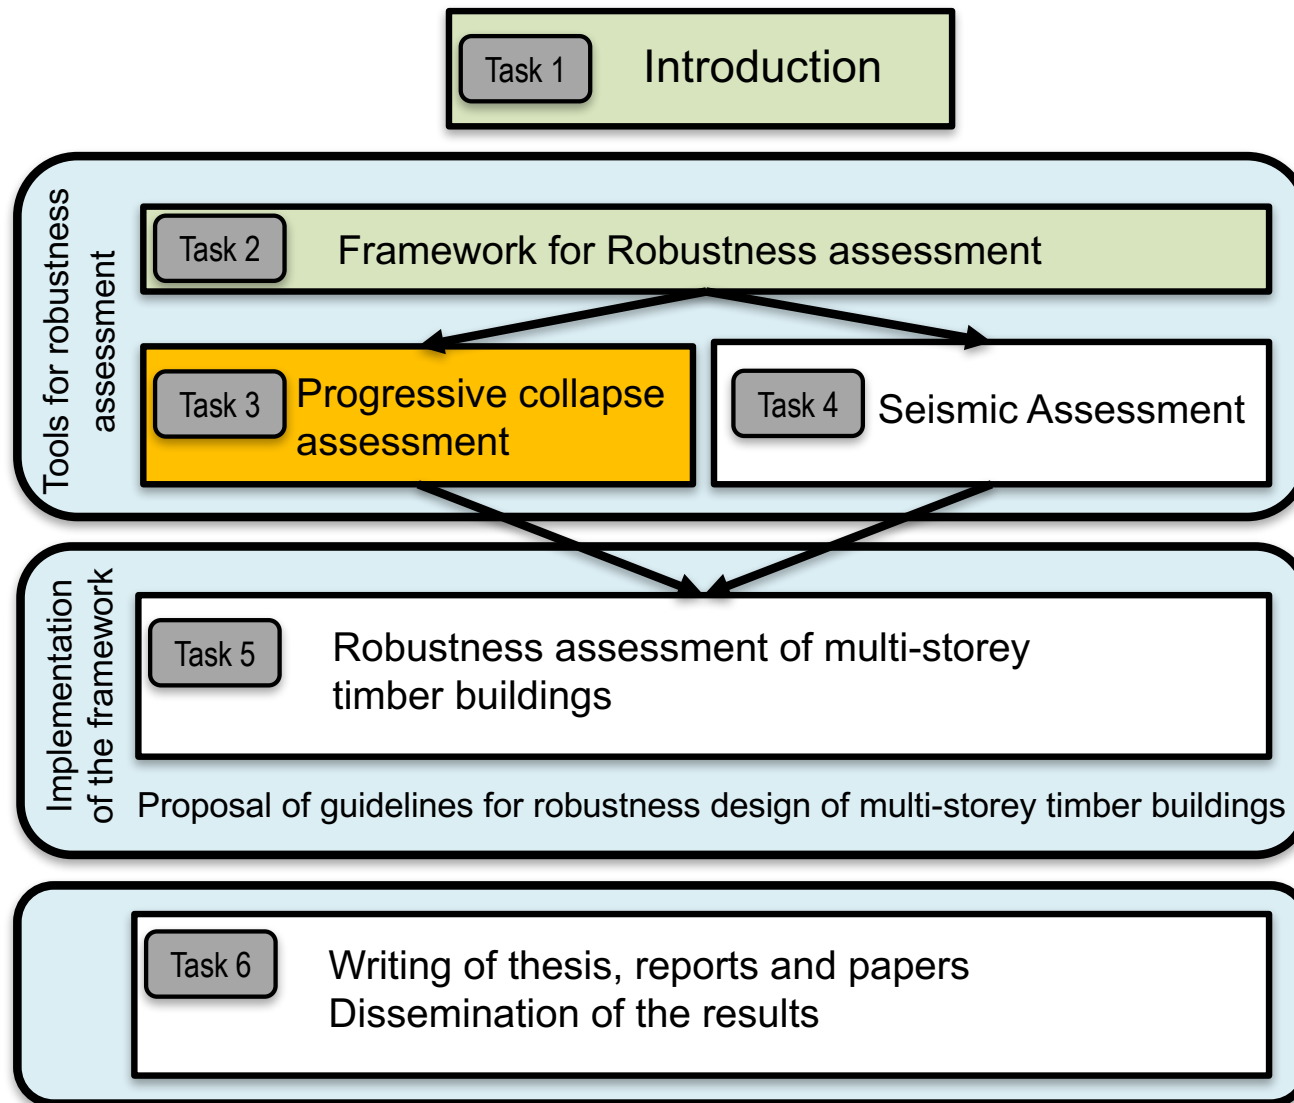 Task 1
Introduction
Tools for robustness
assessment
Task 2
Framework for Robustness assessment
Task 3
Progressive collapse
assessment
Task 4
Seismic Assessment
Implementation
of the framework
Task 5
Robustness assessment of multi-storey
timber buildings
Proposal of guidelines for robustness design of multi-storey timber buildings
Task 6
Writing of thesis, reports and papers
Dissemination of the results